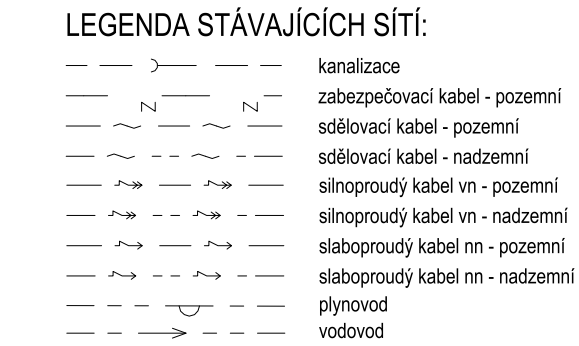 LEGENDA STÁVAJÍCÍCH SÍTÍ:
kanalizace
zabezpečovací kabel - pozemní
sdělovací kabel - pozemní
sdělovací kabel - nadzemní
silnoproudý kabel vn - pozemní
silnoproudý kabel vn - nadzemní
slaboproudý kabel nn - pozemní
slaboproudý kabel nn - nadzemní
plynovod
vodovod